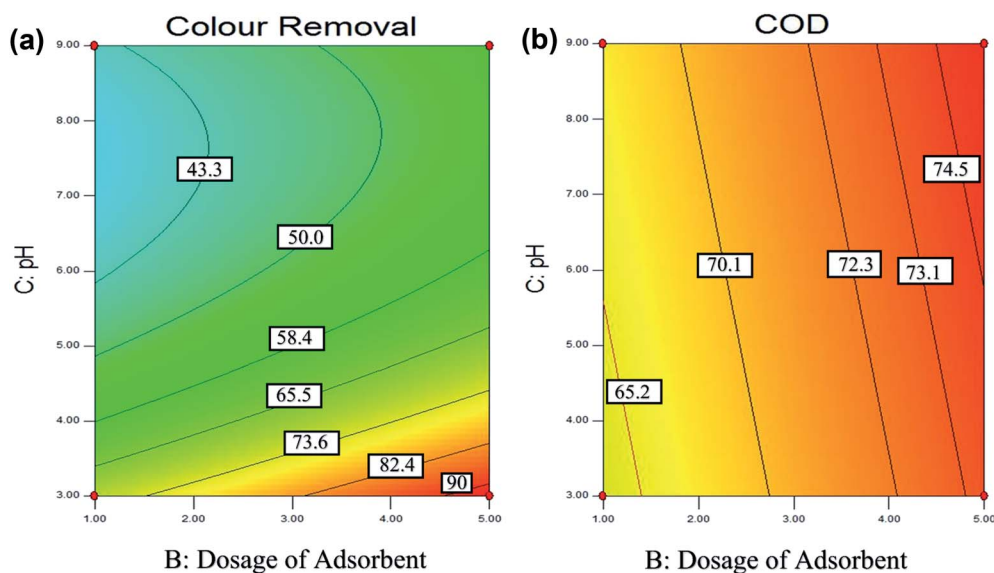 (a)
Colour Removal
9.00
8.00
7.00
6.00
5.00
4.00
3.00
C: pH
43.3
50.0
58.4
65.5
73.6
82.4
90
1.00 2.00 3.00 4.00 5.00
B: Dosage of Adsorbent
(b)
COD
9.00
8.00
7.00
6.00
5.00
4.00
3.00
C: pH
74.5
70.1
72.3
73.1
65.2
1.00 2.00 3.00 4.00 5.00
B: Dosage of Adsorbent